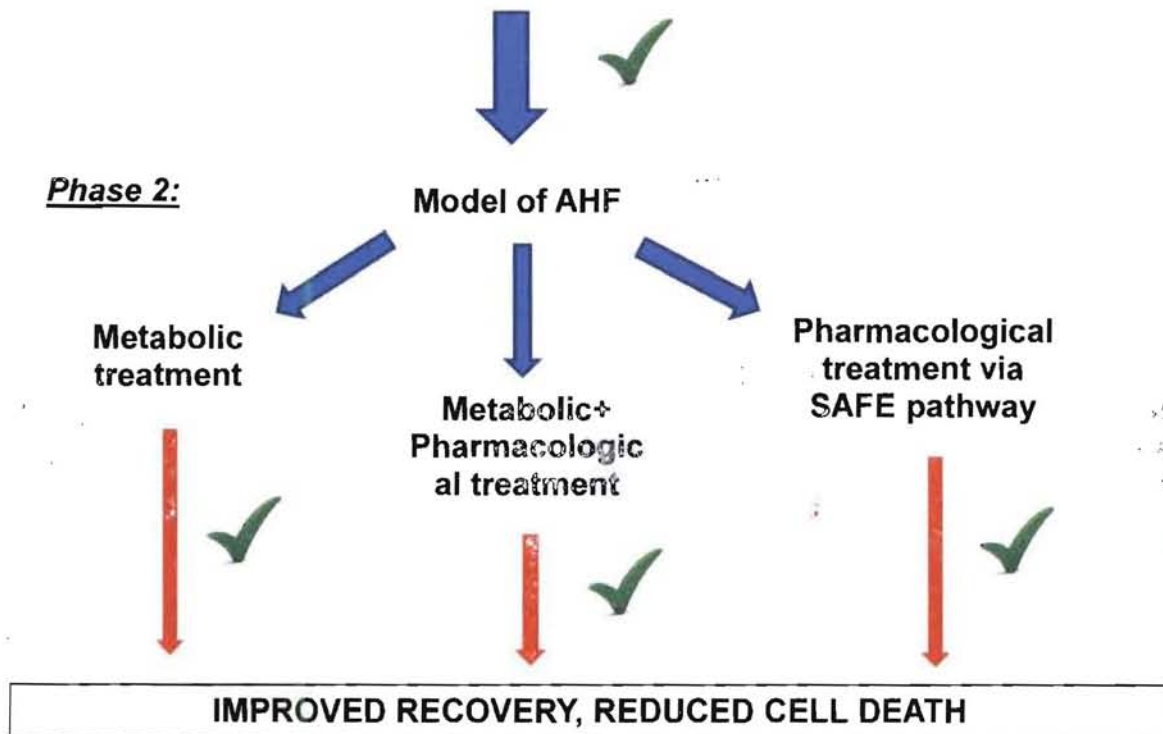 Phase 2:
Model of AHF
Metabolic
treatment
Metabolic+
Pharmacologic
al treatment
Pharmacological
treatment via
SAFE pathway
IMPROVED RECOVERY, REDUCED CELL DEATH